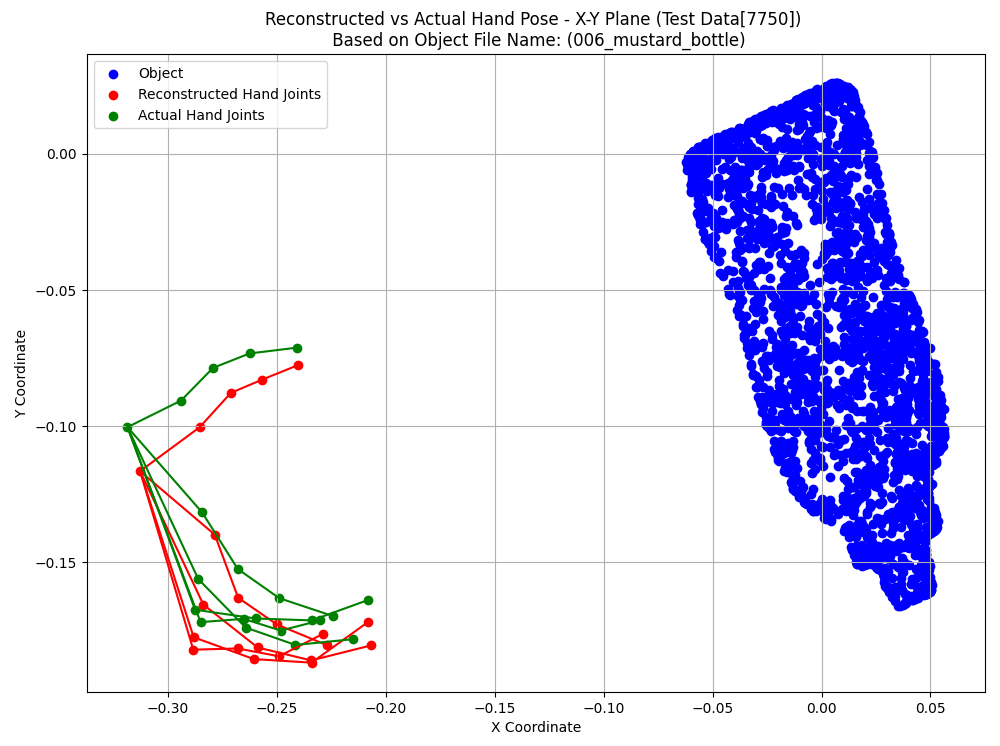 Reconstructed vs Actual Hand Pose - X-Y Plane (Test Data[7750])
Based on Object File Name: (006_mustard_bottle)
Object
Reconstructed Hand Joints
Actual Hand Joints
Y Coordinate
0.00
−0.05
−0.10
−0.15
−0.30
−0.25
−0.20
−0.15
−0.10
−0.05
0.00
0.05
X Coordinate